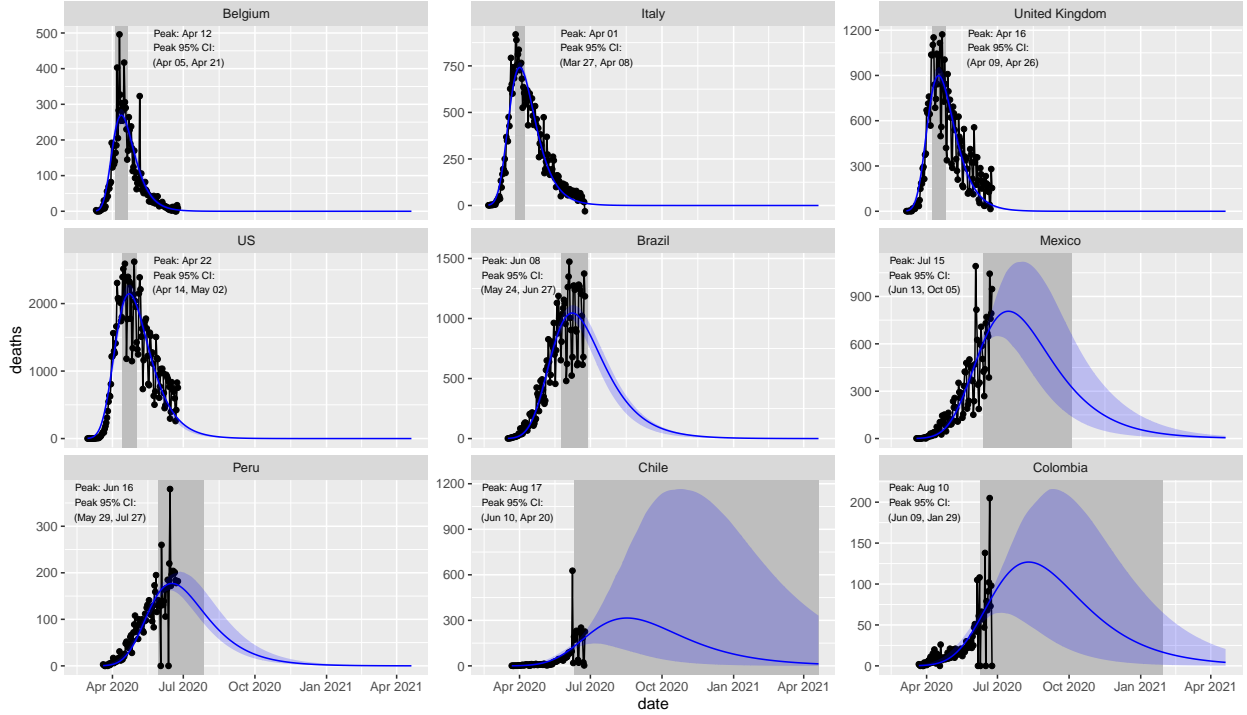 Belgium
Italy
United Kingdom
Peak: Apr 12
Peak 95% CI:
(Apr 05, Apr 21)
500
400
300
200
100
0
Peak: Apr 01
Peak 95% CI:
(Mar 27, Apr 08)
750
500
250
0
Peak: Apr 16
Peak 95% CI:
(Apr 09, Apr 26)
1200
900
600
300
0
US
Brazil
Mexico
Peak: Apr 22
Peak 95% CI:
(Apr 14, May 02)
2000
1000
0
Peak: Jun 08
Peak 95% CI:
(May 24, Jun 27)
1500
1000
500
0
Peak: Jul 15
Peak 95% CI:
(Jun 13, Oct 05)
900
600
300
0
deaths
Peru
Chile
Colombia
Peak: Jun 16
Peak 95% CI:
(May 29, Jul 27)
300
200
100
0
Peak: Aug 17
Peak 95% CI:
(Jun 10, Apr 20)
1200
900
600
300
0
Peak: Aug 10
Peak 95% CI:
(Jun 09, Jan 29)
200
150
100
50
0
Apr 2020 Jul 2020 Oct 2020 Jan 2021 Apr 2021
Apr 2020 Jul 2020 Oct 2020 Jan 2021 Apr 2021
Apr 2020 Jul 2020 Oct 2020 Jan 2021 Apr 2021
date